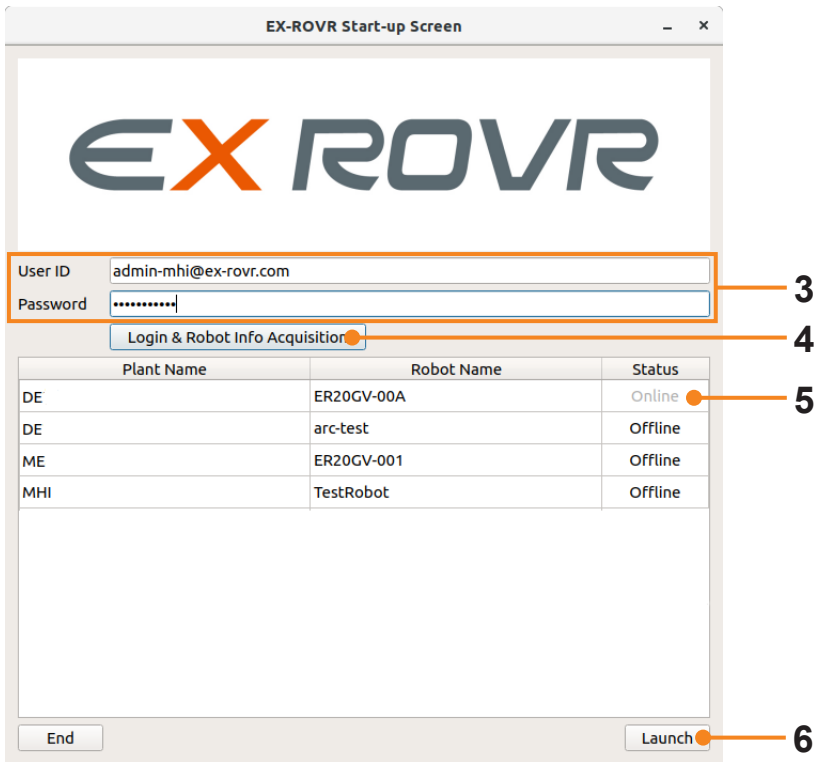 EX-ROVR Start-up Screen
EX ROVR
User ID admin-mhi@ex-rovr.com
Password •••••••••••
3
Login & Robot Info Acquisition
4
Plant Name Robot Name Status
DE ER20GV-00A Online
5
DE arc-test Offline
ME ER20GV-001 Offline
MHI TestRobot Offline
End Launch
6